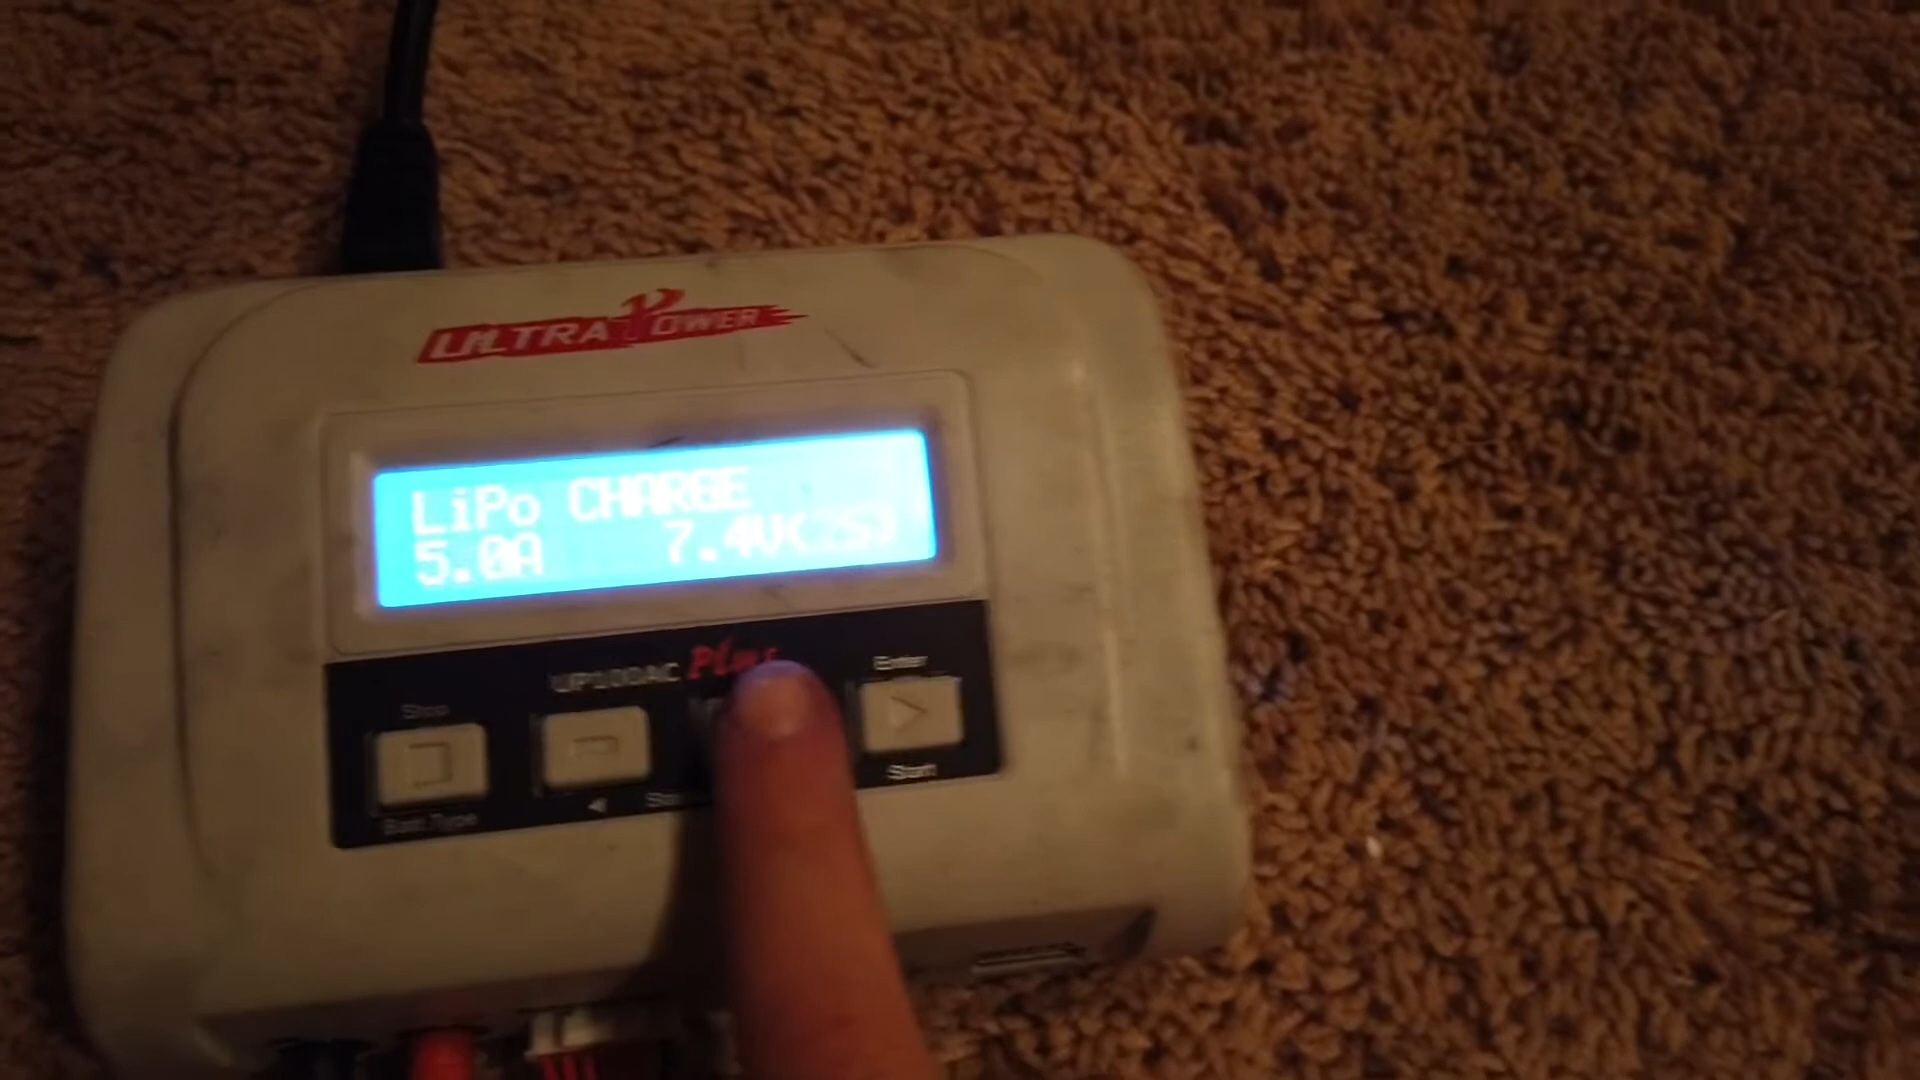 ULTRA POWER
LiPo CHARGE
5.0A 7.4V(2S)
UP100AC Plus
Stop
Enter
Batt.Type
Start